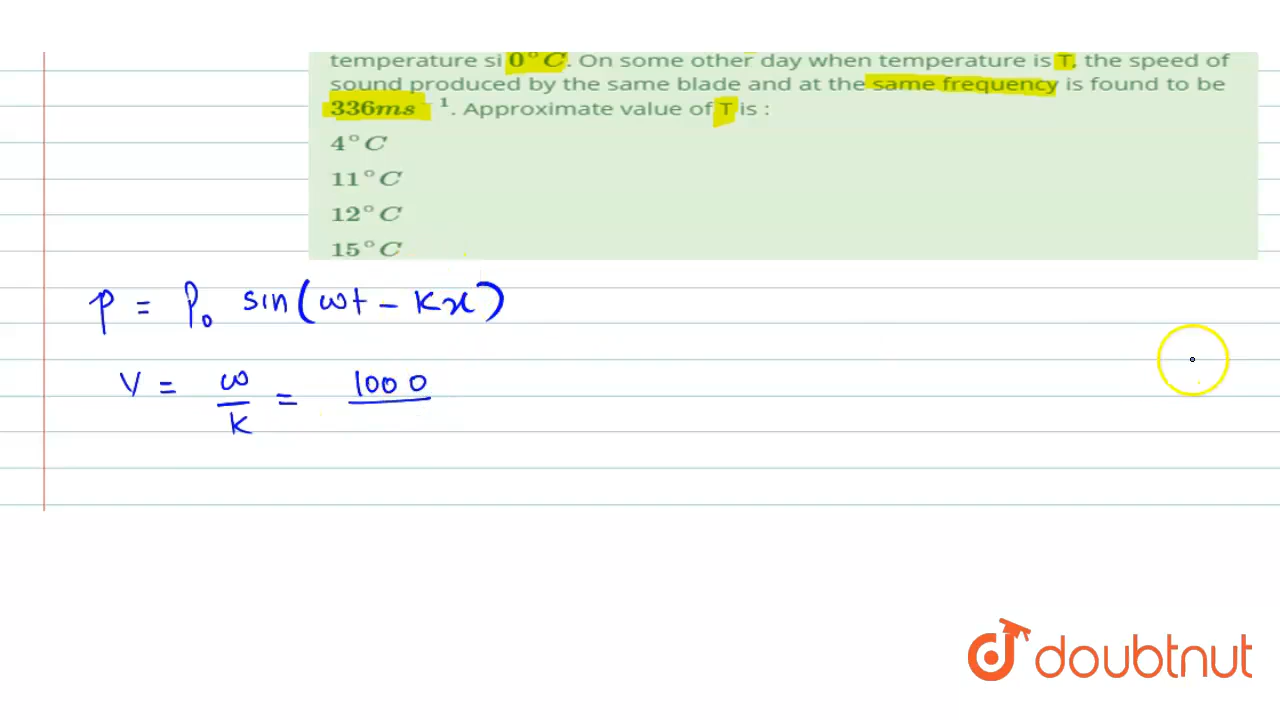 temperature si 0°C. On some other day when temperature is T, the speed of
sound produced by the same blade and at the same frequency is found to be
336ms⁻¹. Approximate value of T is :
4°C
11°C
12°C
15°C
p = P₀ sin(ωt − Kx)
V = ω/K = 1000
doubtnut